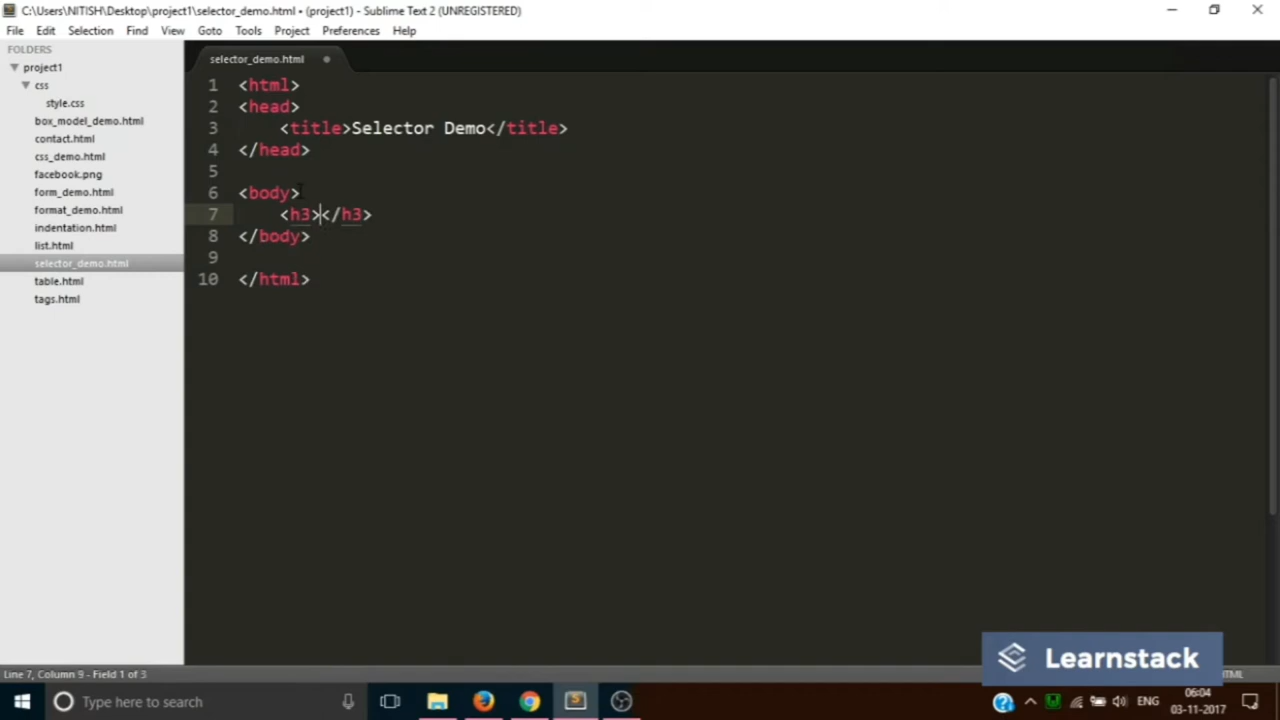 C:\Users\NITISH\Desktop\project1\selector_demo.html • (project1) - Sublime Text 2 (UNREGISTERED)
File Edit Selection Find View Goto Tools Project Preferences Help
FOLDERS
project1
css
style.css
box_model_demo.html
contact.html
css_demo.html
facebook.png
form_demo.html
format_demo.html
indentation.html
list.html
selector_demo.html
table.html
tags.html
selector_demo.html
1 <html>
2 <head>
3 <title>Selector Demo</title>
4 </head>
5
6 <body>
7 <h3></h3>
8 </body>
9
10 </html>
Learnstack
Line 7, Column 9 - Field 1 of 3
Type here to search
ENG
06:04
03-11-2017